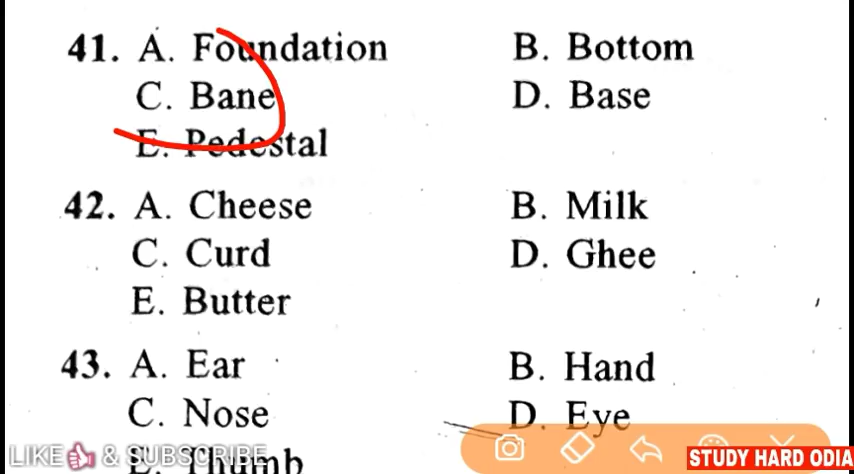 41. A. Foundation B. Bottom
C. Bane D. Base
E. Pedestal
42. A. Cheese B. Milk
C. Curd D. Ghee
E. Butter
43. A. Ear B. Hand
C. Nose D. Eye
E. Thumb
LIKE 👍 & SUBSCRIBE
STUDY HARD ODIA